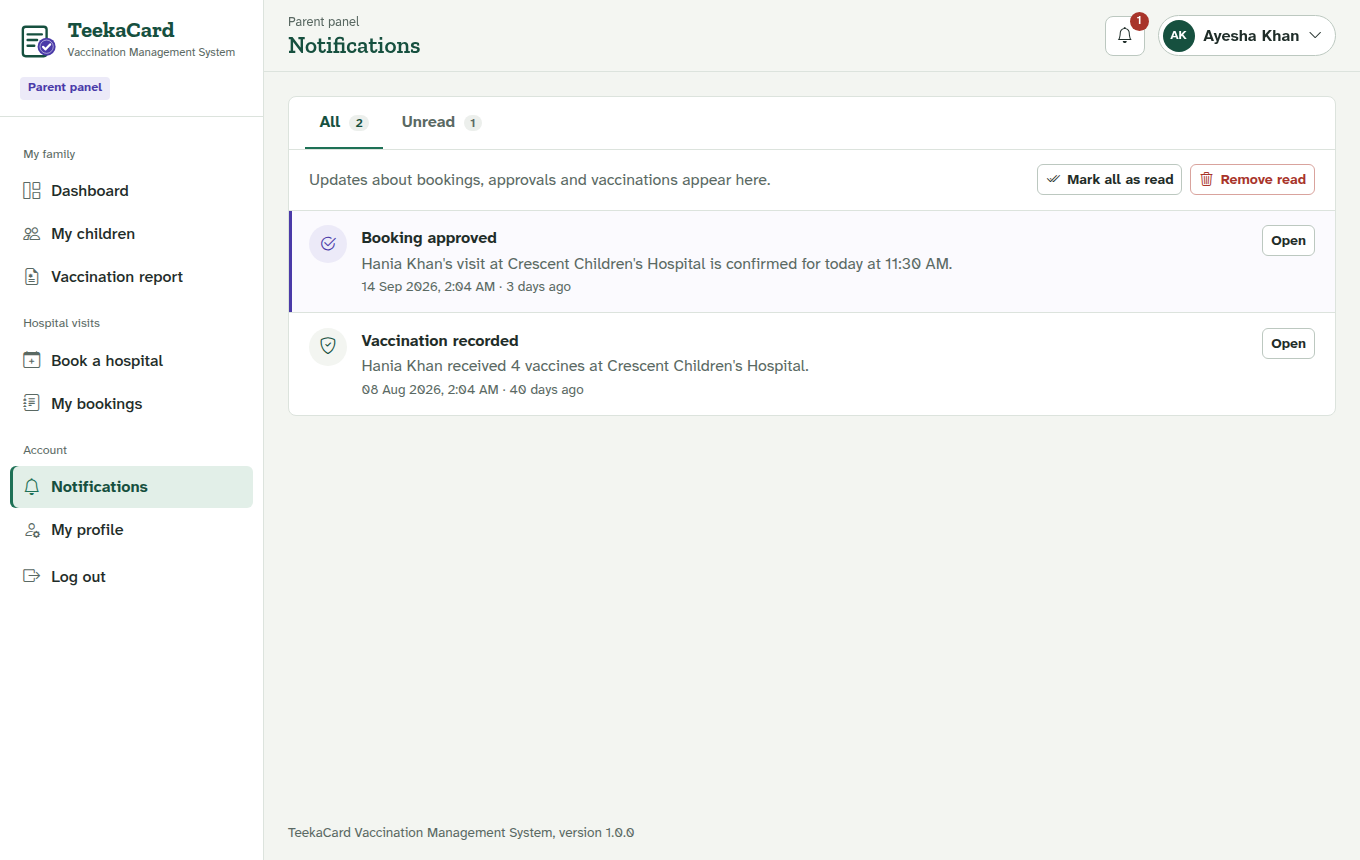 TeekaCard
Vaccination Management System
Parent panel
My family
Dashboard
My children
Vaccination report
Hospital visits
Book a hospital
My bookings
Account
Notifications
My profile
Log out
Parent panel
Notifications
1
AK Ayesha Khan
All 2 Unread 1
Updates about bookings, approvals and vaccinations appear here.
Mark all as read Remove read
Booking approved
Hania Khan's visit at Crescent Children's Hospital is confirmed for today at 11:30 AM.
14 Sep 2026, 2:04 AM · 3 days ago
Open
Vaccination recorded
Hania Khan received 4 vaccines at Crescent Children's Hospital.
08 Aug 2026, 2:04 AM · 40 days ago
Open
TeekaCard Vaccination Management System, version 1.0.0